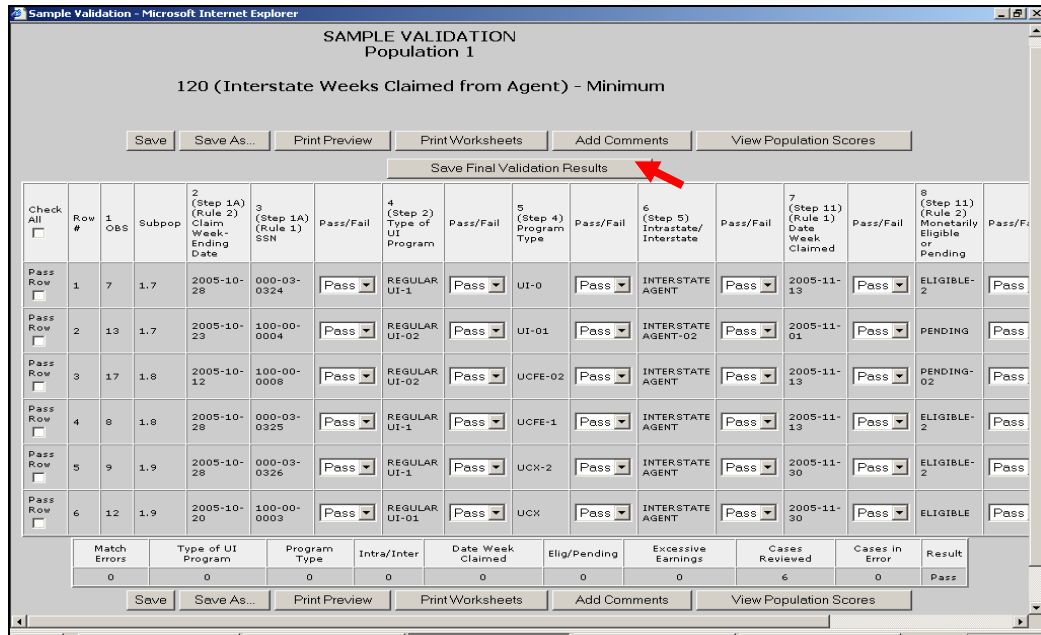 Sample Validation - Microsoft Internet Explorer
SAMPLE VALIDATION
Population 1
120 (Interstate Weeks Claimed from Agent) - Minimum
Save Save As... Print Preview Print Worksheets Add Comments View Population Scores
Save Final Validation Results
Check All Row # 1 OBS Subpop 2 (Step 1A) (Rule 2) Claim Week-Ending Date 3 (Step 1A) (Rule 1) SSN Pass/Fail 4 (Step 2) Type of UI Program Pass/Fail 5 (Step 4) Program Type Pass/Fail 6 (Step 5) Intrastate/Interstate Pass/Fail 7 (Step 11) (Rule 1) Date Week Claimed Pass/Fail 8 (Step 11) (Rule 2) Monetarily Eligible or Pending Pass/Fa
Pass Row 1 7 1.7 2005-10-28 000-03-0324 Pass REGULAR UI-1 Pass UI-0 Pass INTERSTATE AGENT Pass 2005-11-13 Pass ELIGIBLE-2 Pass
Pass Row 2 13 1.7 2005-10-23 100-00-0004 Pass REGULAR UI-02 Pass UI-01 Pass INTERSTATE AGENT-02 Pass 2005-11-01 Pass PENDING Pass
Pass Row 3 17 1.8 2005-10-12 100-00-0008 Pass REGULAR UI-02 Pass UCFE-02 Pass INTERSTATE AGENT Pass 2005-11-13 Pass PENDING-02 Pass
Pass Row 4 8 1.8 2005-10-28 000-03-0325 Pass REGULAR UI-1 Pass UCFE-1 Pass INTERSTATE AGENT Pass 2005-11-13 Pass ELIGIBLE-2 Pass
Pass Row 5 9 1.9 2005-10-28 000-03-0326 Pass REGULAR UI-1 Pass UCX-2 Pass INTERSTATE AGENT Pass 2005-11-30 Pass ELIGIBLE-2 Pass
Pass Row 6 12 1.9 2005-10-20 100-00-0003 Pass REGULAR UI-01 Pass UCX Pass INTERSTATE AGENT Pass 2005-11-30 Pass ELIGIBLE Pass
Match Errors Type of UI Program Program Type Intra/Inter Date Week Claimed Elig/Pending Excessive Earnings Cases Reviewed Cases in Error Result
0 0 0 0 0 0 0 6 0 Pass
Save Save As... Print Preview Print Worksheets Add Comments View Population Scores